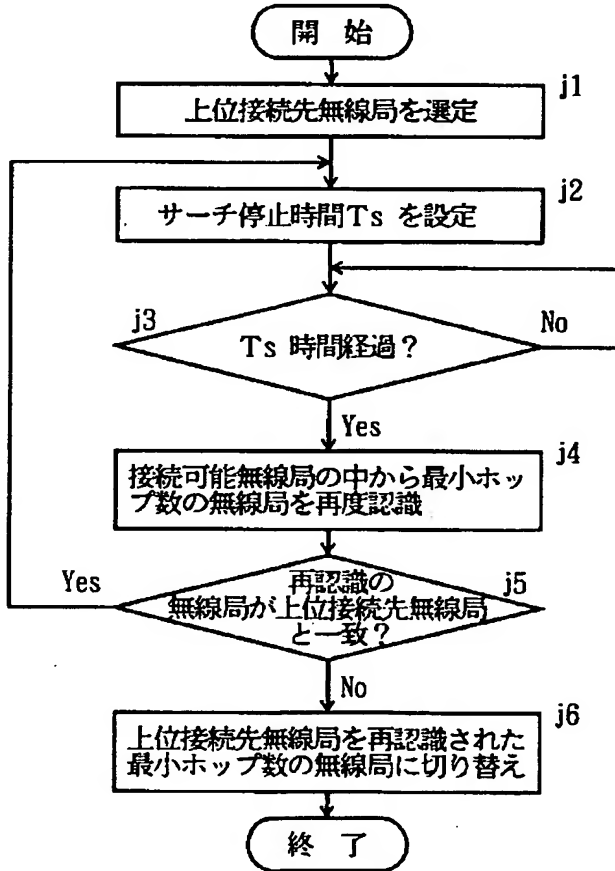 開 始
j1
上位接続先無線局を選定
j2
サーチ停止時間Ts を設定
j3
Ts 時間経過？
No
Yes
j4
接続可能無線局の中から最小ホッ
プ数の無線局を再度認識
Yes
j5
再認識の
無線局が上位接続先無線局
と一致？
No
j6
上位接続先無線局を再認識された
最小ホップ数の無線局に切り替え
終 了